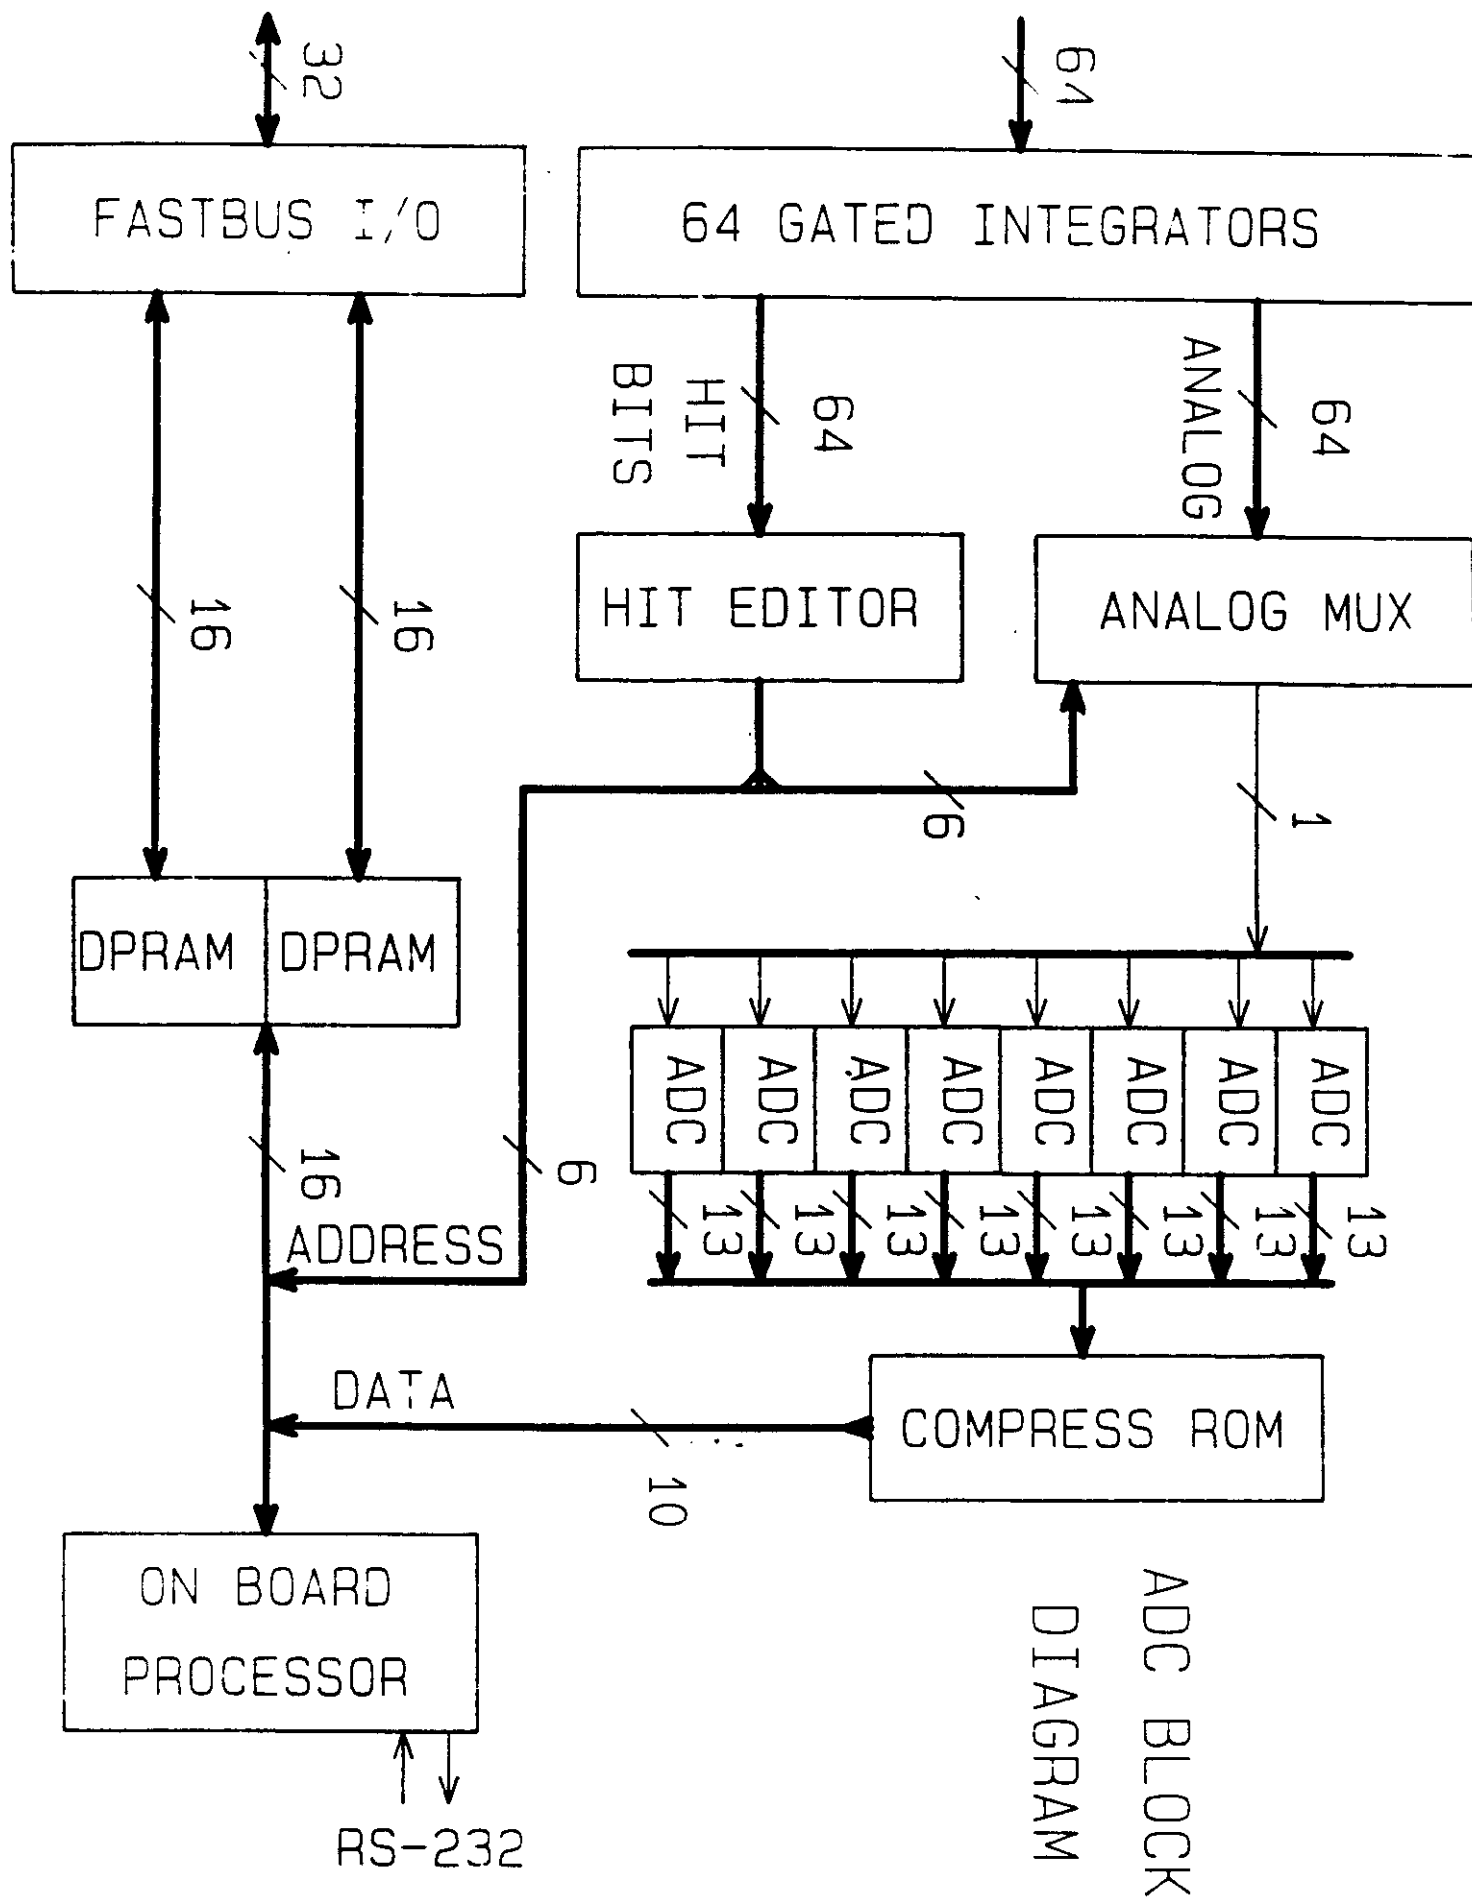 32
64
FASTBUS I/O
64 GATED INTEGRATORS
HIT
BITS
64
ANALOG
64
16
16
HIT EDITOR
ANALOG MUX
6
1
DPRAM
DPRAM
ADC
ADC
ADC
ADC
ADC
ADC
ADC
ADC
16
6
13
13
13
13
13
13
13
13
ADDRESS
DATA
10
COMPRESS ROM
ON BOARD
PROCESSOR
RS-232
ADC BLOCK
DIAGRAM